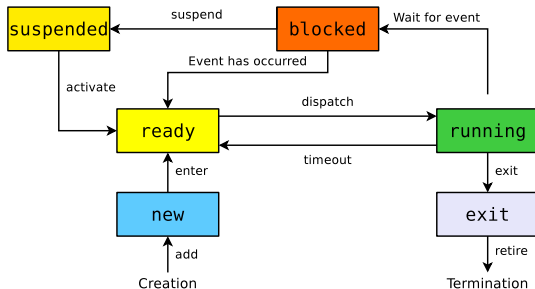 suspend
Wait for event
suspended
blocked
Event has occurred
activate
dispatch
ready
running
timeout
enter
exit
new
exit
add
retire
Creation
Termination